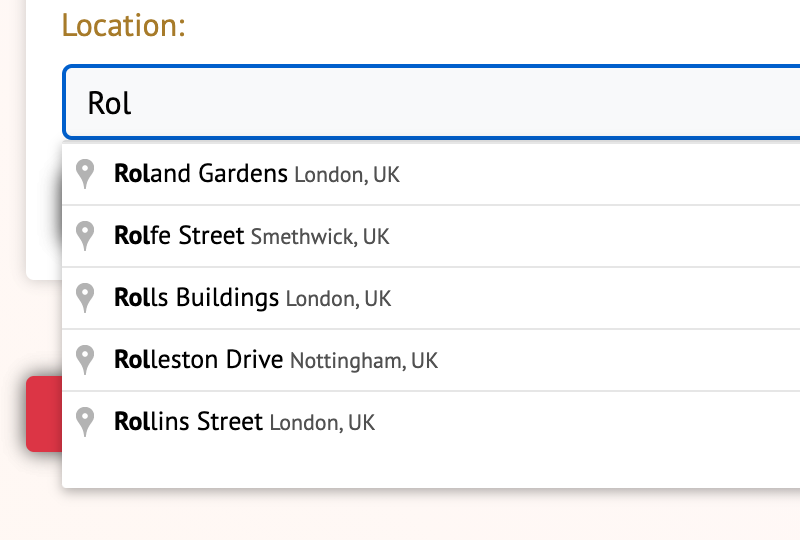 Location:
Rol
Roland Gardens London, UK
Rolfe Street Smethwick, UK
Rolls Buildings London, UK
Rolleston Drive Nottingham, UK
Rollins Street London, UK